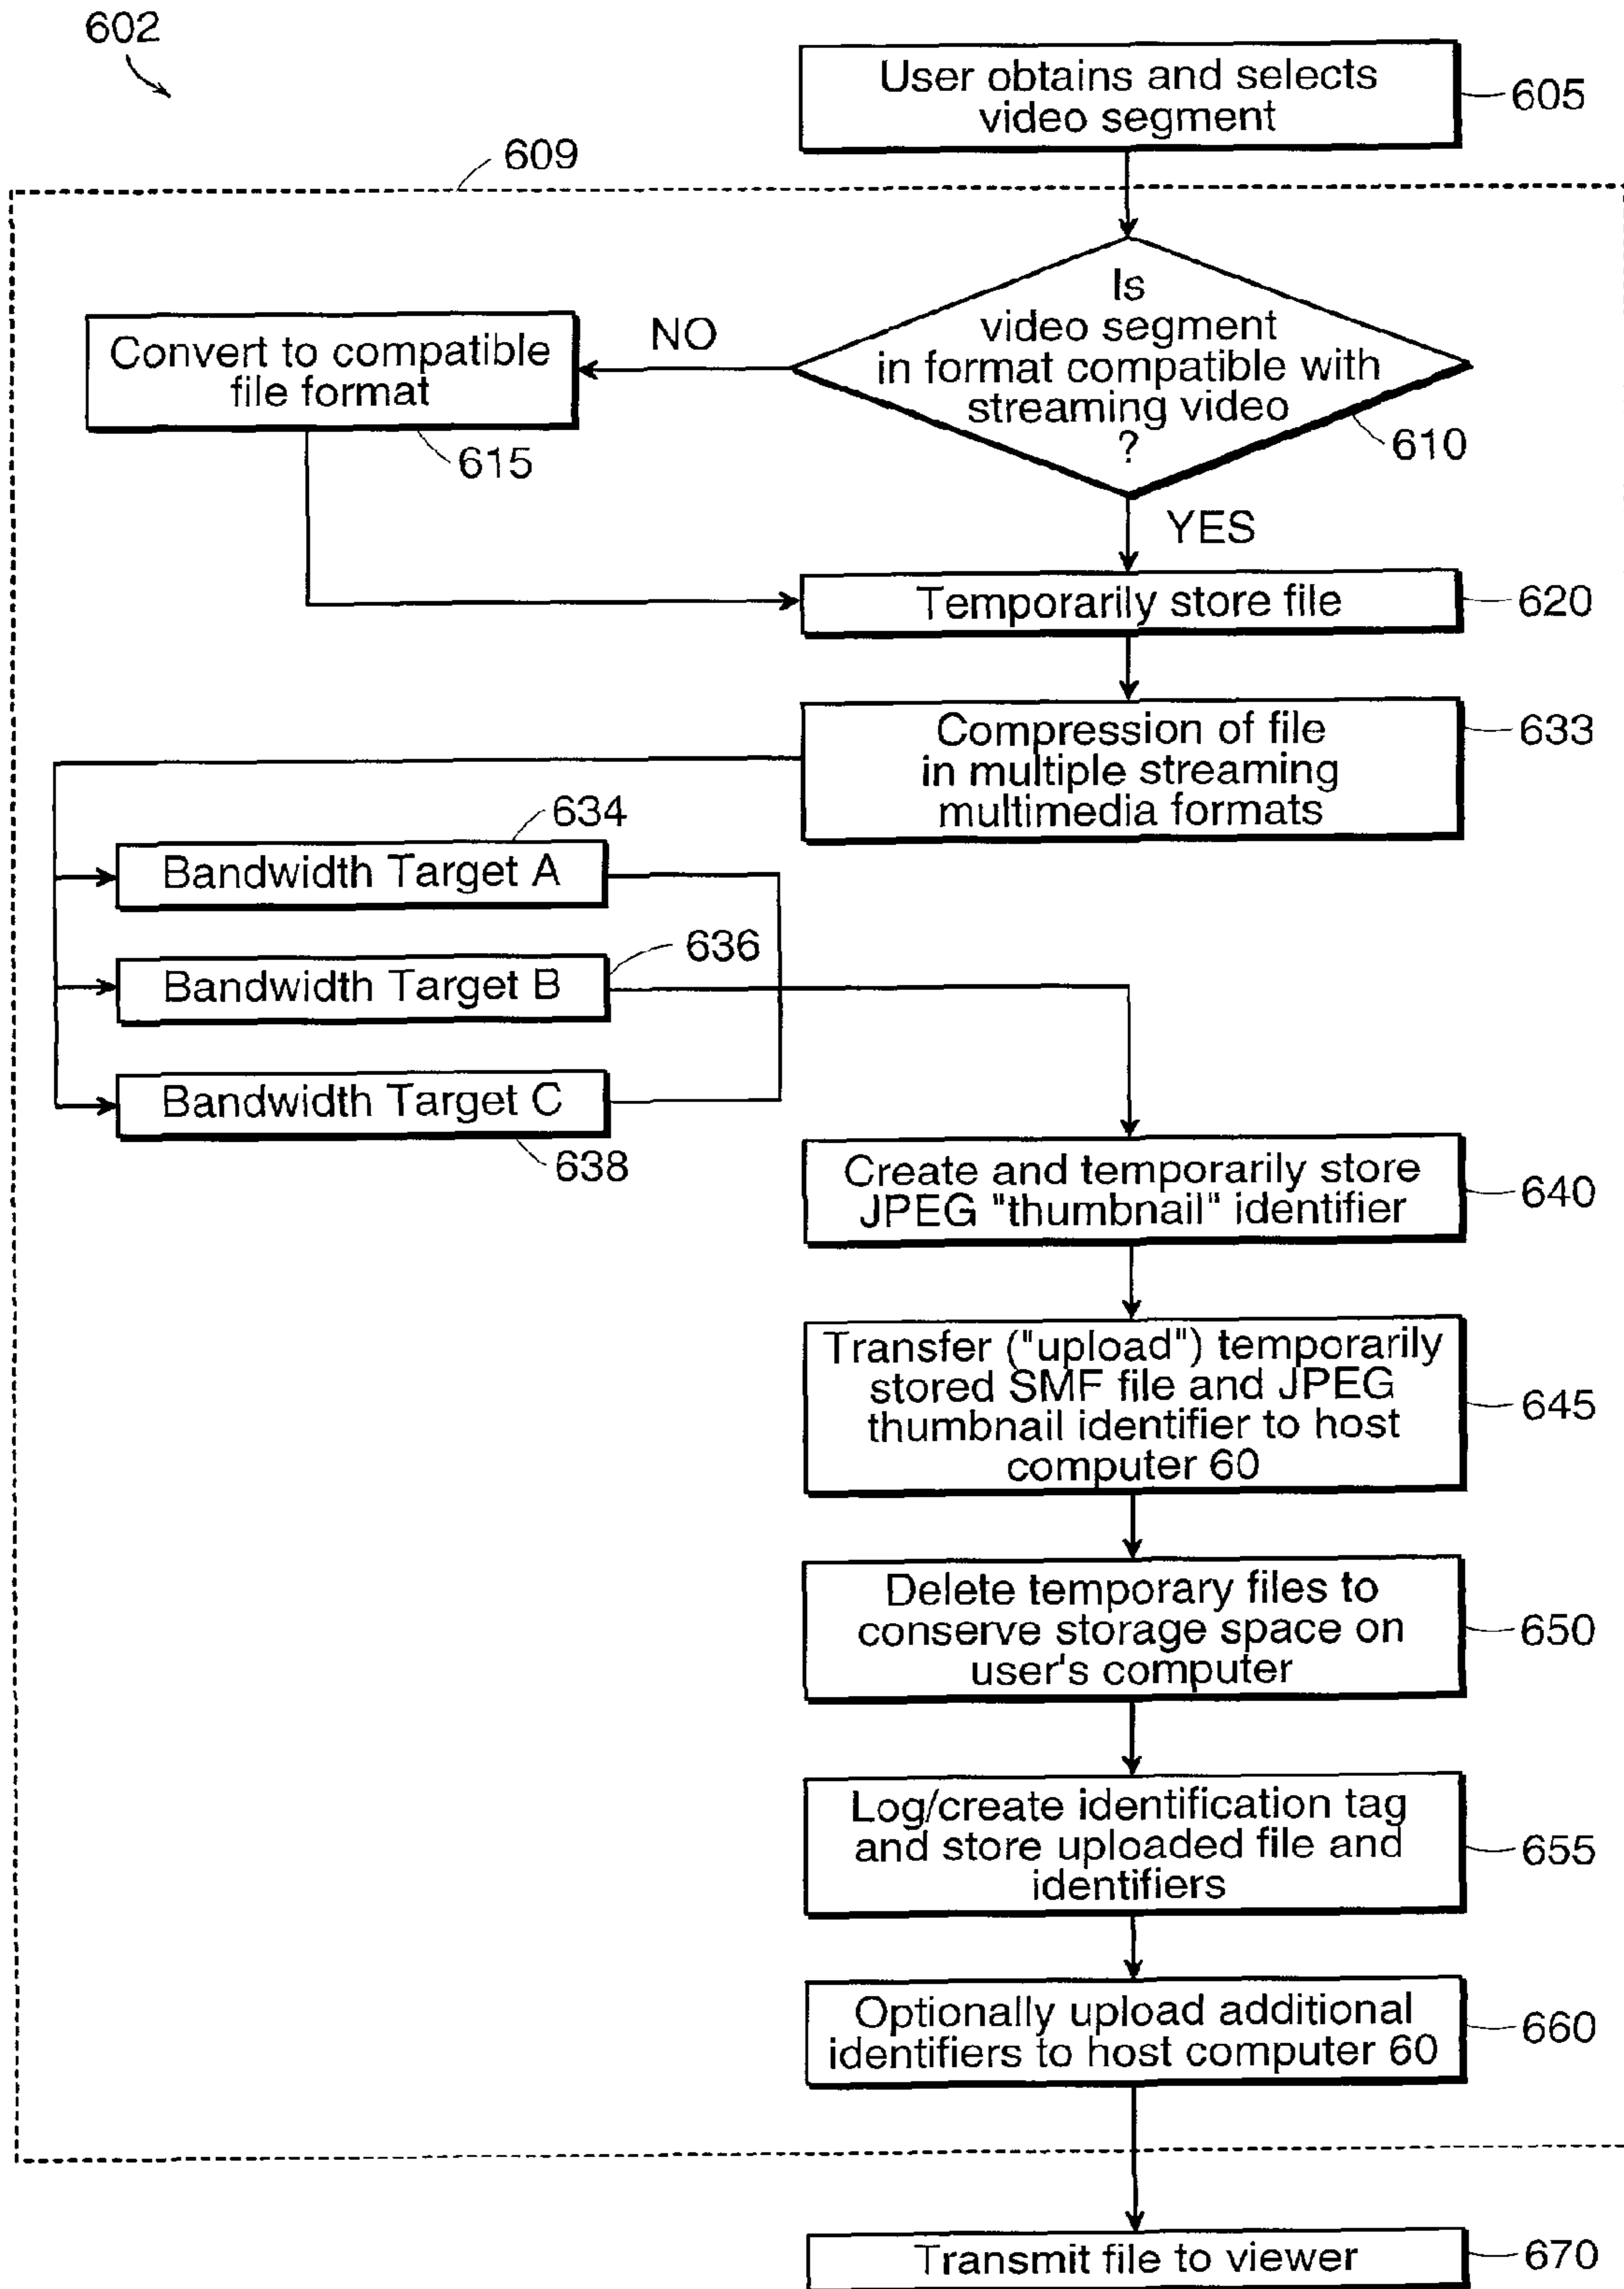 602
User obtains and selects
video segment
605
609
Is
video segment
in format compatible with
streaming video
?
610
NO
Convert to compatible
file format
615
YES
Temporarily store file
620
Compression of file
in multiple streaming
multimedia formats
633
634
Bandwidth Target A
636
Bandwidth Target B
Bandwidth Target C
638
Create and temporarily store
JPEG "thumbnail" identifier
640
Transfer ("upload") temporarily
stored SMF file and JPEG
thumbnail identifier to host
computer 60
645
Delete temporary files to
conserve storage space on
user's computer
650
Log/create identification tag
and store uploaded file and
identifiers
655
Optionally upload additional
identifiers to host computer 60
660
Transmit file to viewer
670